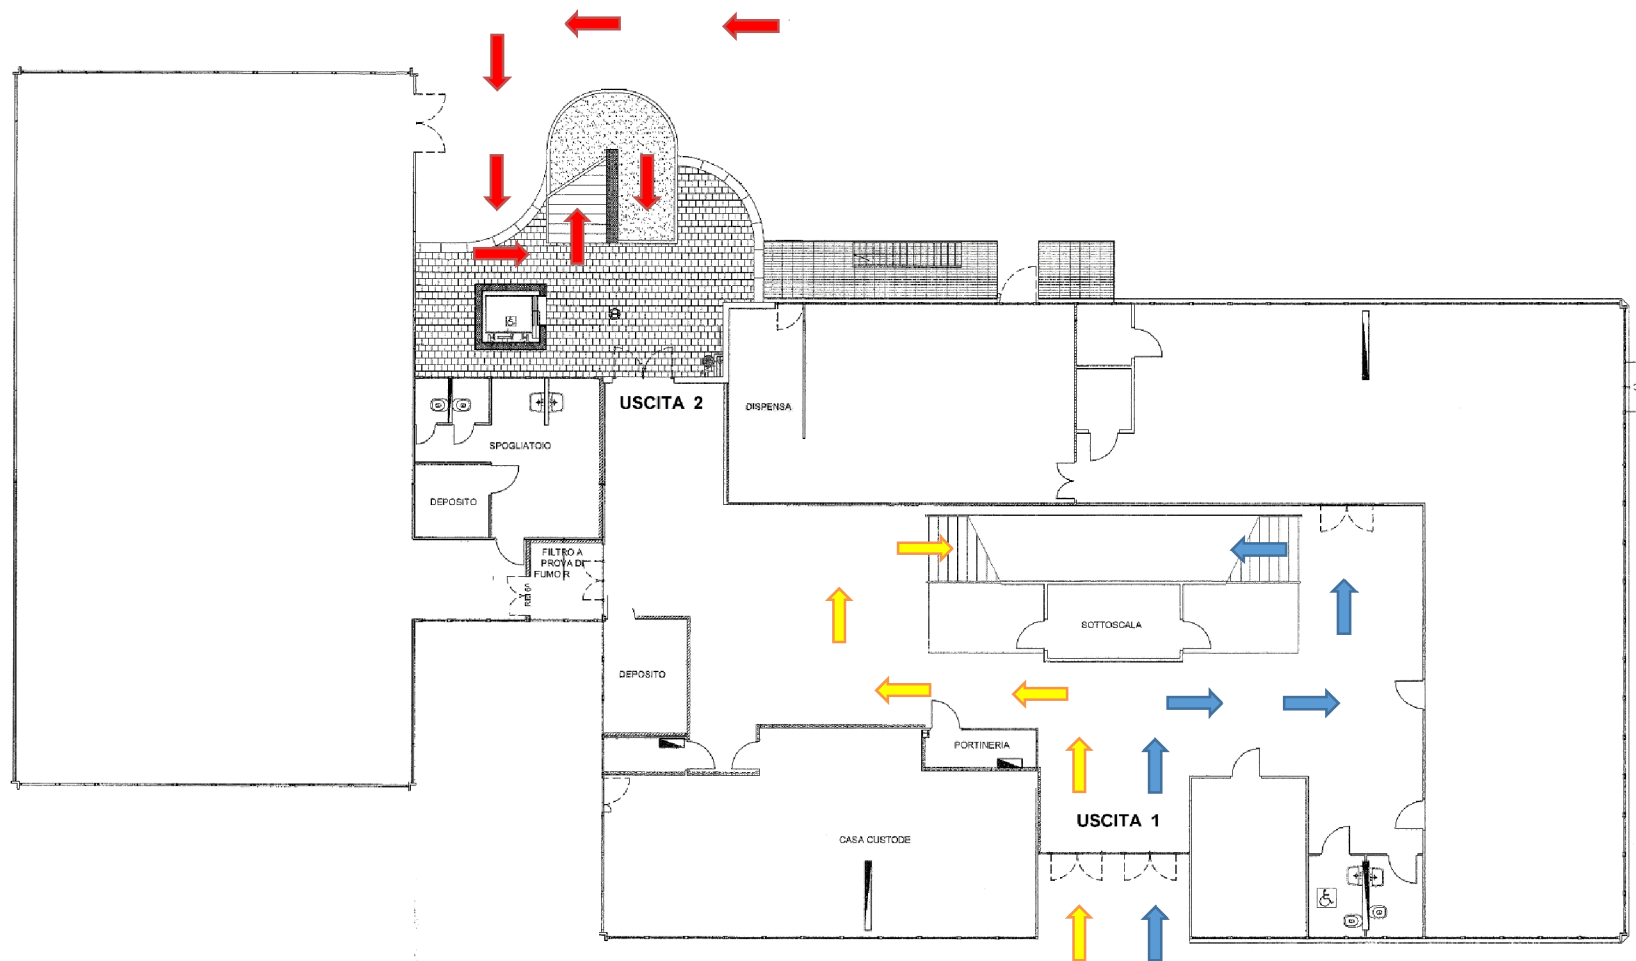 USCITA 2
DISPENSA
SPOGLIATOIO
DEPOSITO
FILTRO A
PROVA DI
FUMO R
SOTTOSCALA
DEPOSITO
PORTINERIA
USCITA 1
CASA CUSTODE